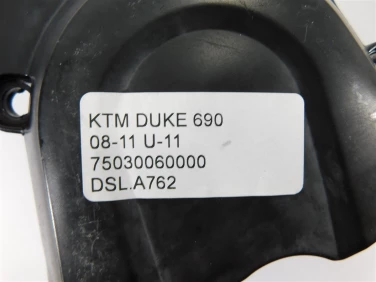 KTM DUKE 690
08-11 U-11
75030060000
DSL.A762